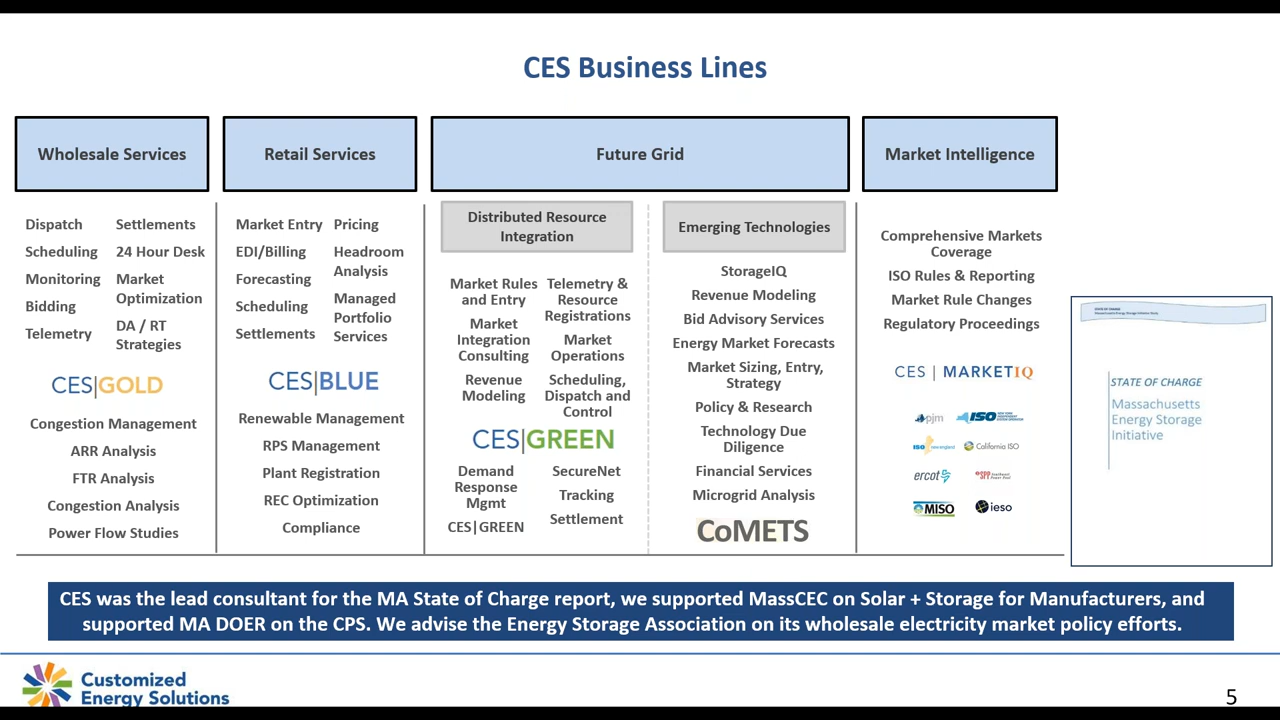 CES Business Lines
Wholesale Services
Retail Services
Future Grid
Market Intelligence
Dispatch
Scheduling
Monitoring
Bidding
Telemetry
Settlements
24 Hour Desk
Market
Optimization
DA / RT
Strategies
CES|GOLD
Congestion Management
ARR Analysis
FTR Analysis
Congestion Analysis
Power Flow Studies
Market Entry
EDI/Billing
Forecasting
Scheduling
Settlements
Pricing
Headroom
Analysis
Managed
Portfolio
Services
CES|BLUE
Renewable Management
RPS Management
Plant Registration
REC Optimization
Compliance
Distributed Resource
Integration
Market Rules
and Entry
Market
Integration
Consulting
Revenue
Modeling
Telemetry &
Resource
Registrations
Market
Operations
Scheduling,
Dispatch and
Control
CES|GREEN
Demand
Response
Mgmt
CES|GREEN
SecureNet
Tracking
Settlement
Emerging Technologies
StorageIQ
Revenue Modeling
Bid Advisory Services
Energy Market Forecasts
Market Sizing, Entry,
Strategy
Policy & Research
Technology Due
Diligence
Financial Services
Microgrid Analysis
CoMETS
Comprehensive Markets
Coverage
ISO Rules & Reporting
Market Rule Changes
Regulatory Proceedings
CES | MARKETIQ
pjm
ISO
ISO new england
California ISO
ercot
SPP
MISO
ieso
STATE OF CHARGE
STATE OF CHARGE
Massachusetts
Energy Storage
Initiative
CES was the lead consultant for the MA State of Charge report, we supported MassCEC on Solar + Storage for Manufacturers, and
supported MA DOER on the CPS. We advise the Energy Storage Association on its wholesale electricity market policy efforts.
Customized
Energy Solutions
5